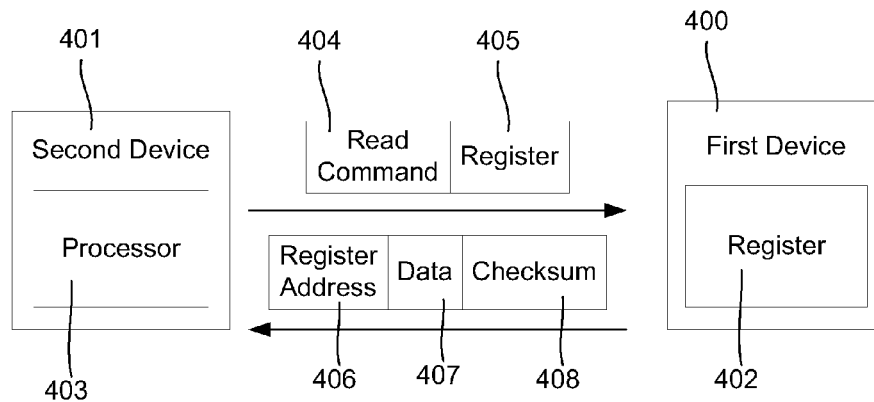 401
404
405
400
Second Device
Read
Command
Register
First Device
Processor
Register
Address
Data
Checksum
Register
403
406
407
408
402